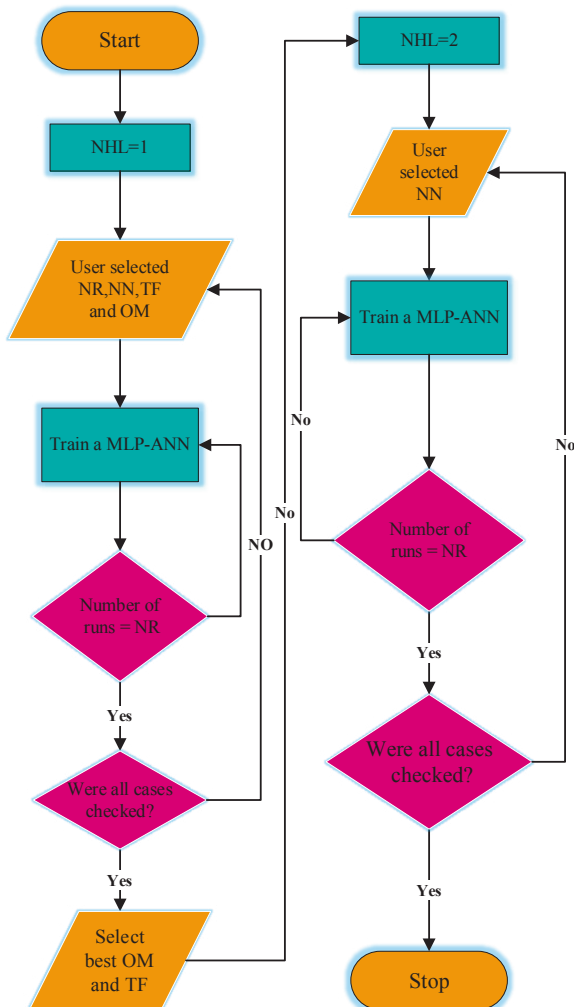 Start
NHL=1
User selected
NR,NN,TF
and OM
Train a MLP-ANN
NO
Number of
runs = NR
Yes
Were all cases
checked?
Yes
Select
best OM
and TF
No
NHL=2
User
selected
NN
Train a MLP-ANN
No
No
Number of
runs = NR
Yes
Were all cases
checked?
Yes
Stop